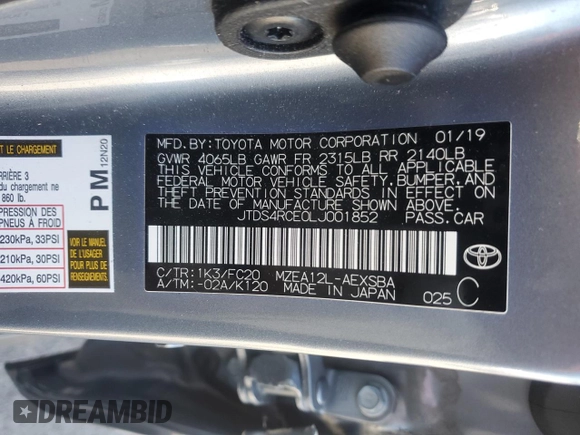 LE CHARGEMENT
RRIÈRE 3
du chargement ne
860 lb.
PM
12N20
PRESSION DES
PNEUS À FROID
230kPa, 33PSI
210kPa, 30PSI
420kPa, 60PSI
VOIR LE MANUEL
DE L'USAGER
POUR PLUS DE
RENSEIGNEMENTS
MFD. BY: TOYOTA MOTOR CORPORATION 01/19
GVWR 4065LB GAWR FR 2315LB RR 2140LB
THIS VEHICLE CONFORMS TO ALL APPLICABLE
FEDERAL MOTOR VEHICLE SAFETY, BUMPER, AND
THEFT PREVENTION STANDARDS IN EFFECT ON
THE DATE OF MANUFACTURE SHOWN ABOVE.
JTDS4RCE0LJ001852 PASS. CAR
C/TR: 1K3/FC20 MZEA12L-AEXSBA
A/TM: -02A/K120 MADE IN JAPAN 025 C
DREAMBID